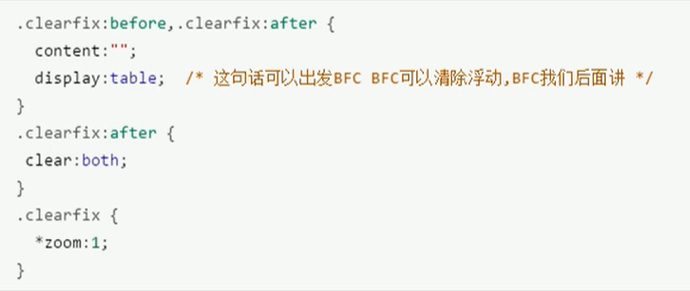 .clearfix:before,.clearfix:after {
  content:"";
  display:table;  /* 这句话可以出发BFC BFC可以清除浮动,BFC我们后面讲 */
}
.clearfix:after {
 clear:both;
}
.clearfix {
  *zoom:1;
}